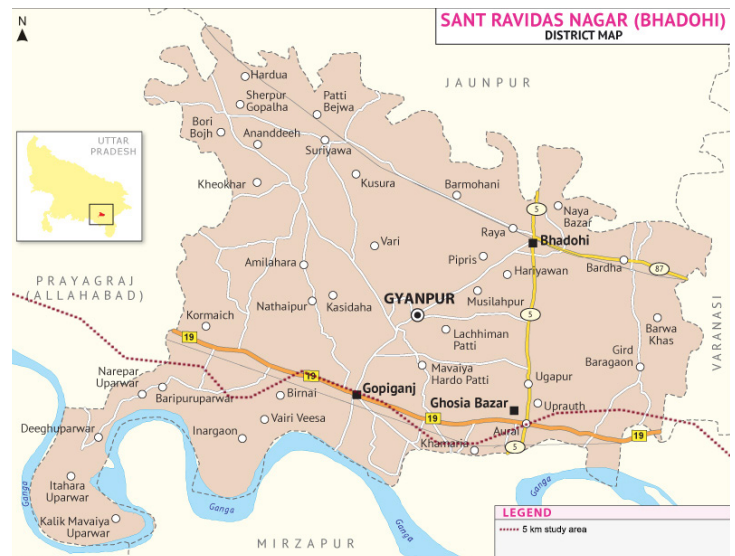 SANT RAVIDAS NAGAR (BHADOHI)
DISTRICT MAP
N
JAUNPUR
Hardua
Sherpur
Gopalha
Patti
Bejwa
Bori
Bojh
Ananddeeh
Suriyawa
UTTAR
PRADESH
Kheokhar
Kusura
Barmohani
Naya
Bazar
5
Raya
Bhadohi
Vari
Pipris
Hariyawan
Bardha
87
Amilahara
PRAYAGRAJ
(ALLAHABAD)
Nathaipur
Kasidaha
GYANPUR
Musilahpur
5
Kormaich
Lachhiman
Patti
Barwa
Khas
VARANASI
19
Gird
Baragaon
Narepar
Uparwar
19
Mavaiya
Hardo Patti
Baripuruparwar
Birnai
Gopiganj
Ugapur
Ghosia Bazar
Uprauth
Vairi Veesa
19
Deeghuparwar
Inargaon
Aurai
19
Khamaria
5
Itahara
Uparwar
Ganga
Ganga
Ganga
Ganga
Kalik Mavaiya
Uparwar
MIRZAPUR
LEGEND
5 km study area